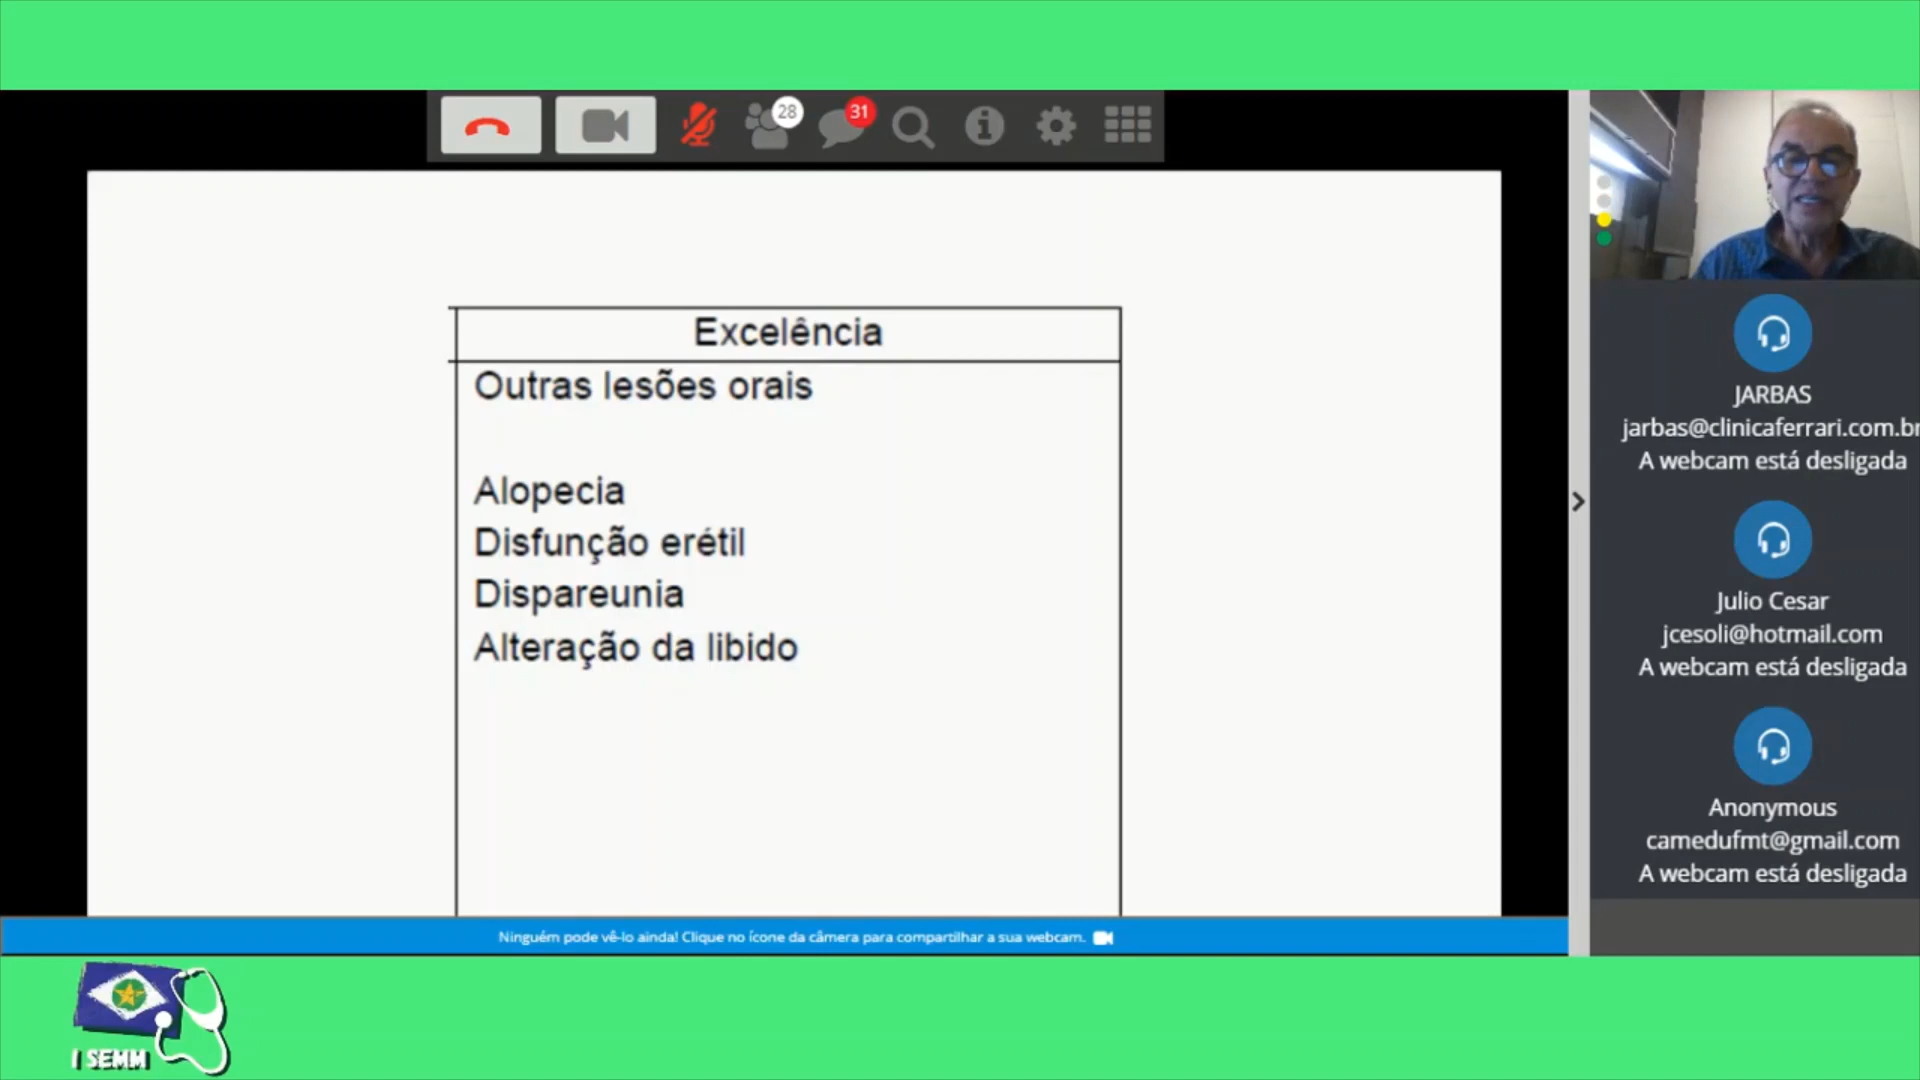 28
31
Excelência
Outras lesões orais
Alopecia
Disfunção erétil
Dispareunia
Alteração da libido
Ninguém pode vê-lo ainda! Clique no ícone da câmera para compartilhar a sua webcam.
JARBAS
jarbas@clinicaferrari.com.br
A webcam está desligada
Julio Cesar
jcesoli@hotmail.com
A webcam está desligada
Anonymous
camedufmt@gmail.com
A webcam está desligada
I SEMM